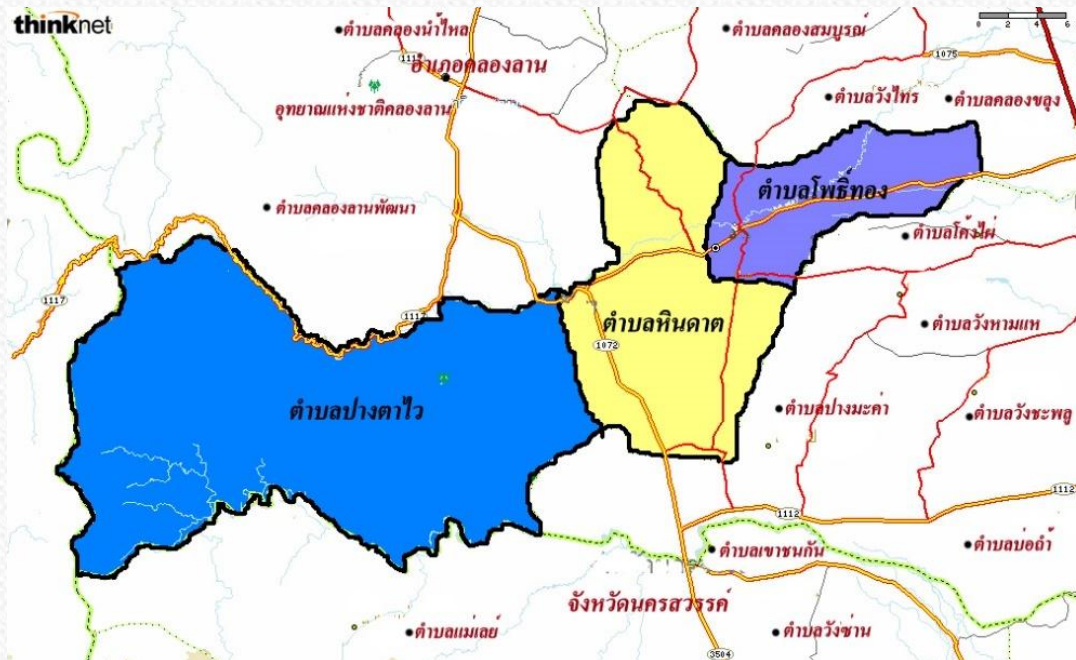 thinknet
0 2 4 6
ตำบลคลองน้ำไหล
ตำบลคลองสมบูรณ์
1075
อำเภอคลองลาน
อุทยานแห่งชาติคลองลาน
ตำบลวังไทร
ตำบลคลองขลุง
ตำบลโพธิ์ทอง
ตำบลคลองลานพัฒนา
ตำบลโค้งไผ่
1117
ตำบลหินดาต
ตำบลวังหามแห
1072
ตำบลปางตาไว
ตำบลปางมะค่า
ตำบลวังชะพลู
1112
1112
ตำบลเขาชนกัน
ตำบลบ่อถ้ำ
จังหวัดนครสวรรค์
ตำบลแม่เลย์
ตำบลวังซ่าน
3504